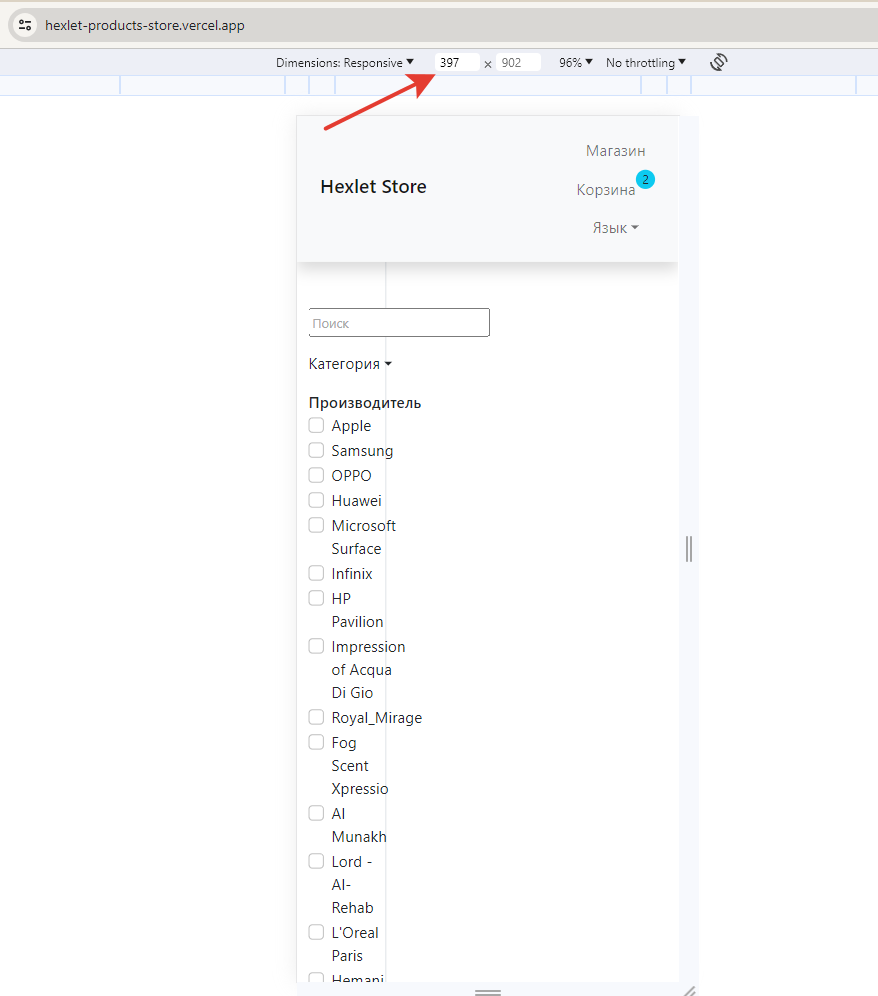 hexlet-products-store.vercel.app
Dimensions: Responsive 397 × 902 96% No throttling
Магазин
Hexlet Store
Корзина 2
Язык
Поиск
Категория
Производитель
Apple
Samsung
OPPO
Huawei
Microsoft
Surface
Infinix
HP
Pavilion
Impression
of Acqua
Di Gio
Royal_Mirage
Fog
Scent
Xpressio
Al
Munakh
Lord -
Al-
Rehab
L'Oreal
Paris
Hemani